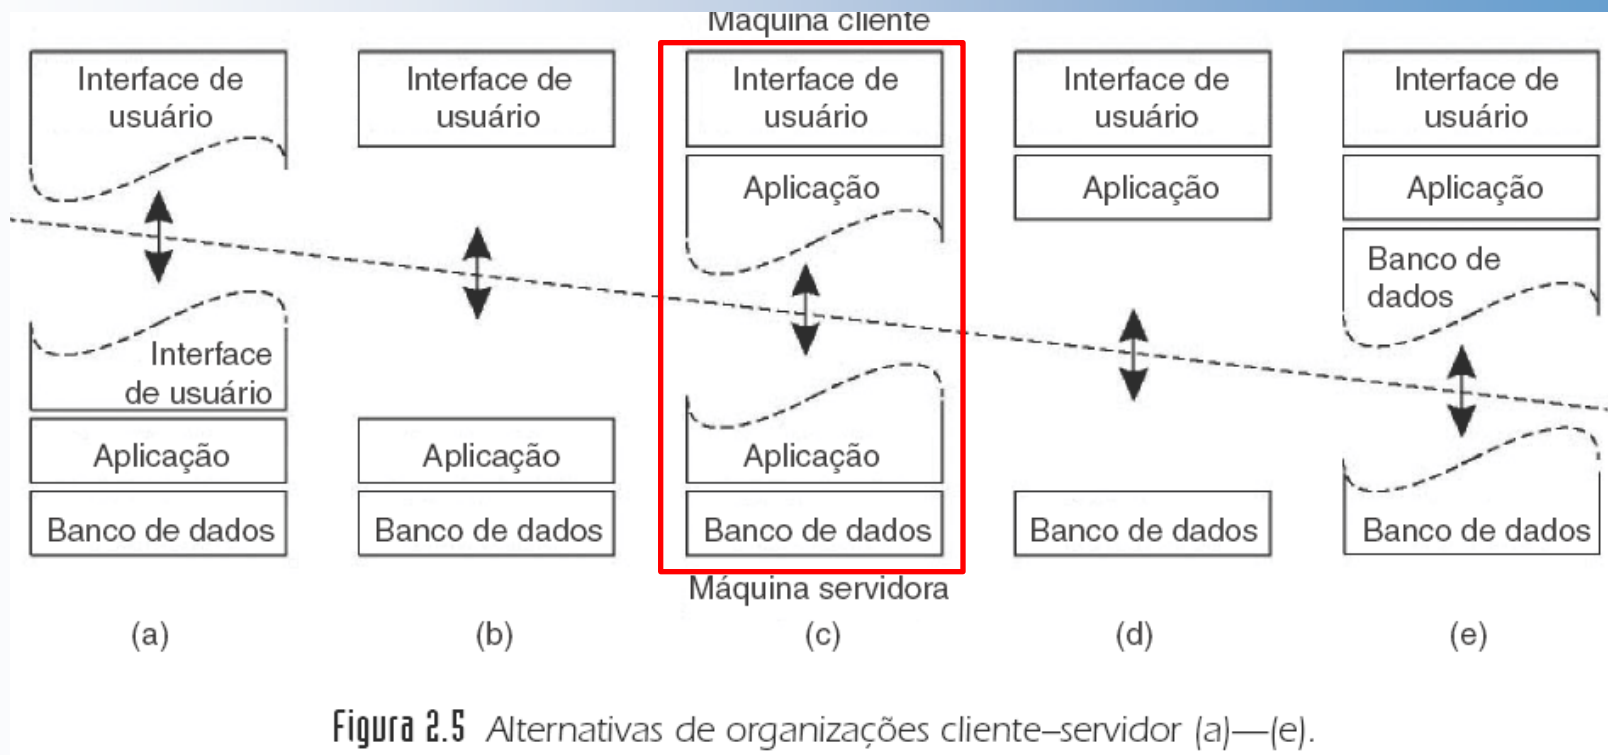 Máquina cliente
Interface de
usuário
Interface de
usuário
Interface de
usuário
Interface de
usuário
Interface de
usuário
Aplicação
Aplicação
Aplicação
Banco de
dados
Interface
de usuário
Aplicação
Aplicação
Aplicação
Banco de dados
Banco de dados
Banco de dados
Banco de dados
Banco de dados
Máquina servidora
(a)
(b)
(c)
(d)
(e)
Figura 2.5 Alternativas de organizações cliente–servidor (a)—(e).